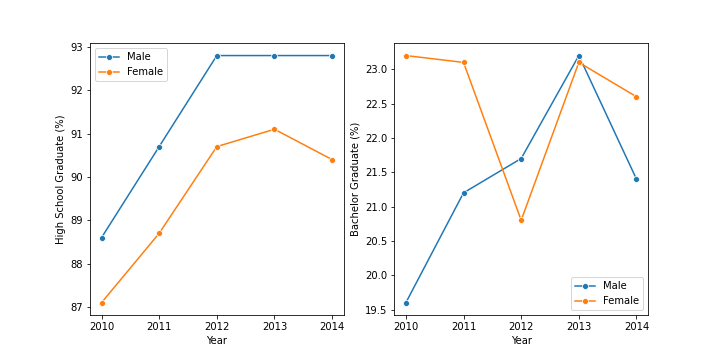 High School Graduate (%)
93
92
91
90
89
88
87
2010 2011 2012 2013 2014
Year
Male
Female
Bachelor Graduate (%)
23.0
22.5
22.0
21.5
21.0
20.5
20.0
19.5
2010 2011 2012 2013 2014
Year
Male
Female